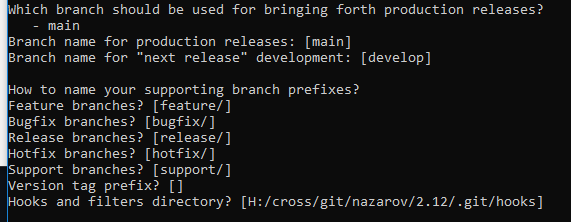 Which branch should be used for bringing forth production releases?
- main
Branch name for production releases: [main]
Branch name for "next release" development: [develop]
How to name your supporting branch prefixes?
Feature branches? [feature/]
Bugfix branches? [bugfix/]
Release branches? [release/]
Hotfix branches? [hotfix/]
Support branches? [support/]
Version tag prefix? []
Hooks and filters directory? [H:/cross/git/nazarov/2.12/.git/hooks]